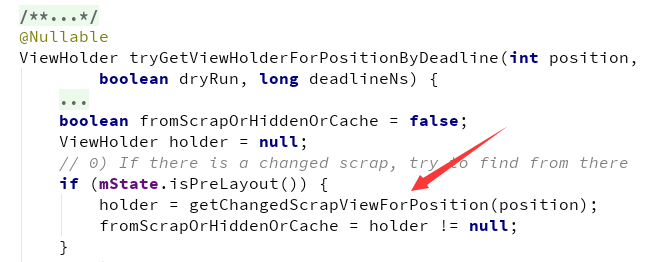 /**...*/
@Nullable
ViewHolder tryGetViewHolderForPositionByDeadline(int position,
        boolean dryRun, long deadlineNs) {
    ...
    boolean fromScrapOrHiddenOrCache = false;
    ViewHolder holder = null;
    // 0) If there is a changed scrap, try to find from there
    if (mState.isPreLayout()) {
        holder = getChangedScrapViewForPosition(position);
        fromScrapOrHiddenOrCache = holder != null;
    }